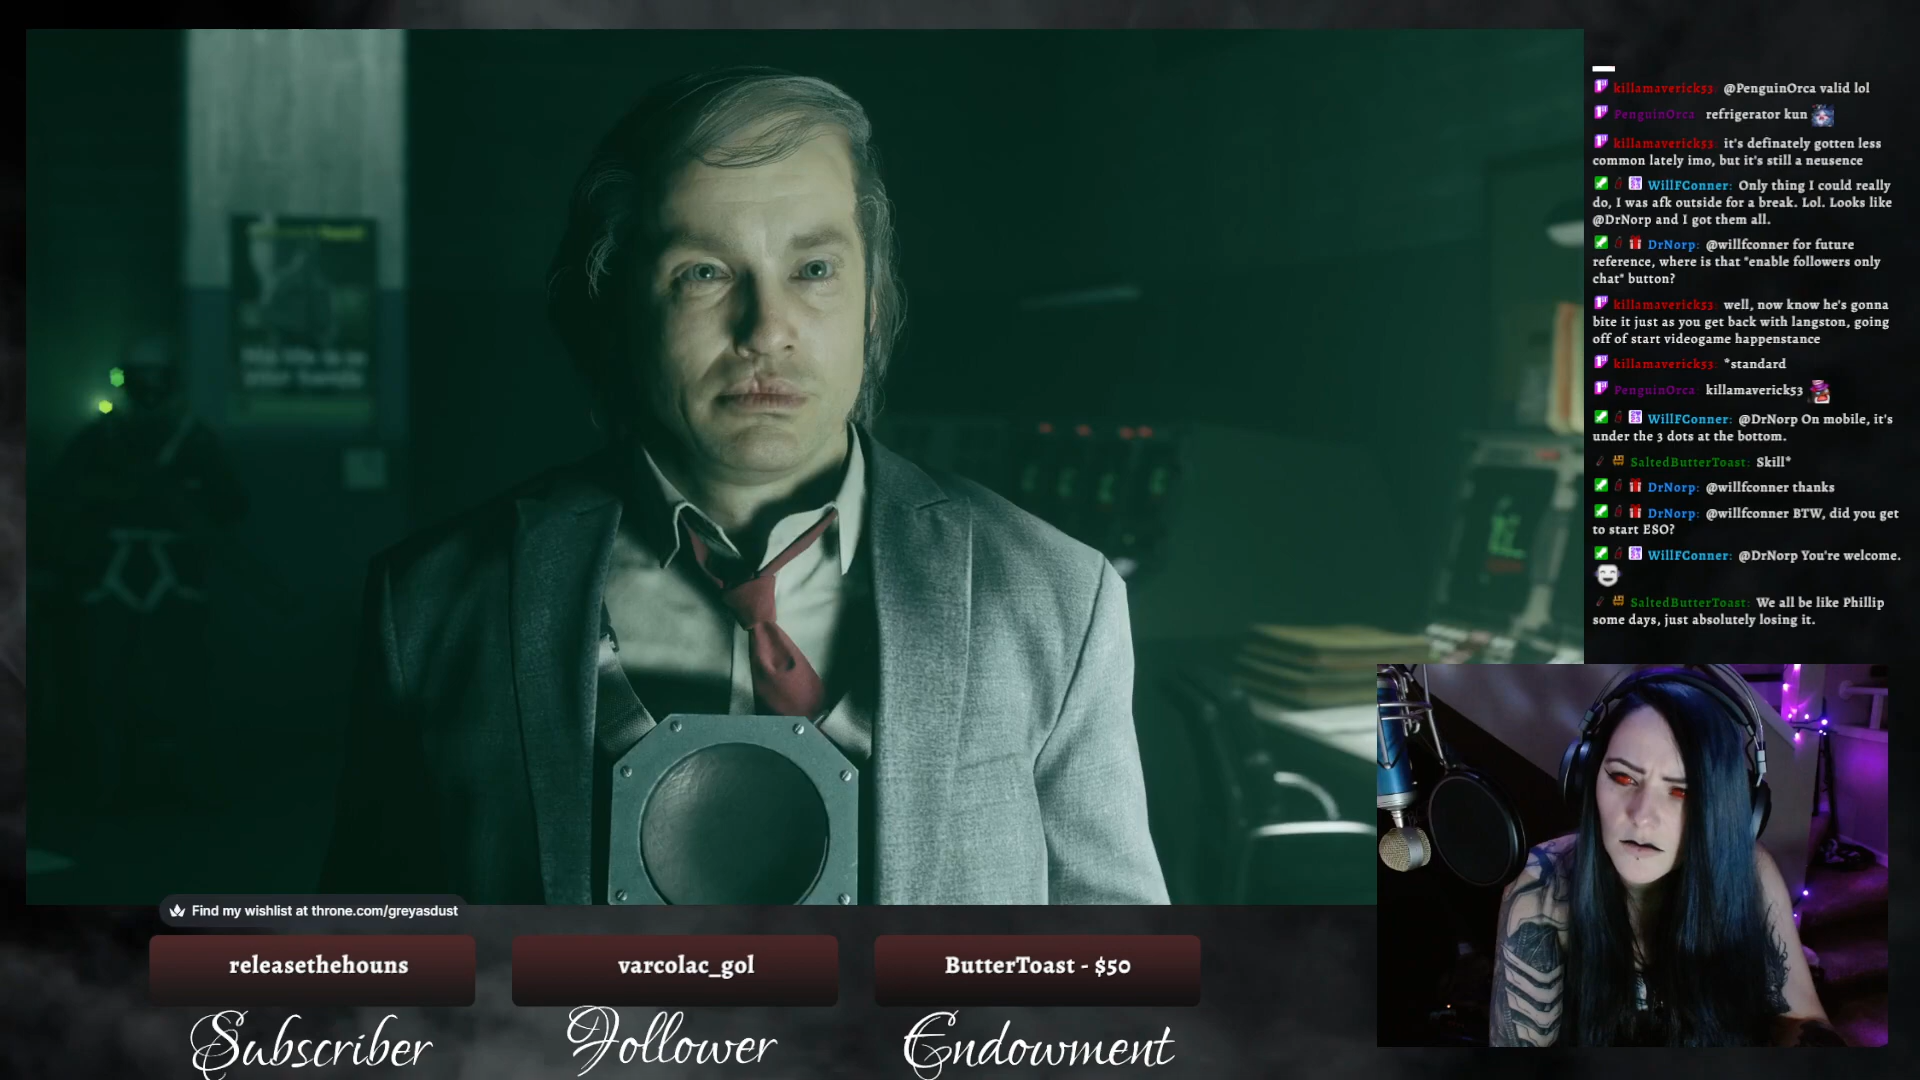 killamaverick53: @PenguinOrca valid lol
PenguinOrca refrigerator kun
killamaverick53: it's definately gotten less
common lately imo, but it's still a neusence
WillFConner: Only thing I could really
do, I was afk outside for a break. Lol. Looks like
@DrNorp and I got them all.
DrNorp: @willfconner for future
reference, where is that *enable followers only
chat* button?
killamaverick53: well, now know he's gonna
bite it just as you get back with langston, going
off of start videogame happenstance
killamaverick53: *standard
PenguinOrca killamaverick53
WillFConner: @DrNorp On mobile, it's
under the 3 dots at the bottom.
SaltedButterToast: Skill*
DrNorp: @willfconner thanks
DrNorp: @willfconner BTW, did you get
to start ESO?
WillFConner: @DrNorp You're welcome.
SaltedButterToast: We all be like Phillip
some days, just absolutely losing it.
Find my wishlist at throne.com/greyasdust
releasethehouns
varcolac_gol
ButterToast - $50
Subscriber
Follower
Endowment